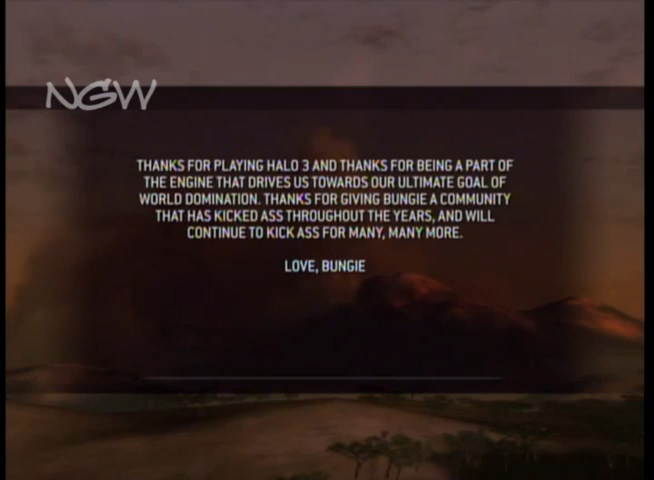 NGW
THANKS FOR PLAYING HALO 3 AND THANKS FOR BEING A PART OF
THE ENGINE THAT DRIVES US TOWARDS OUR ULTIMATE GOAL OF
WORLD DOMINATION. THANKS FOR GIVING BUNGIE A COMMUNITY
THAT HAS KICKED ASS THROUGHOUT THE YEARS, AND WILL
CONTINUE TO KICK ASS FOR MANY, MANY MORE.
LOVE, BUNGIE